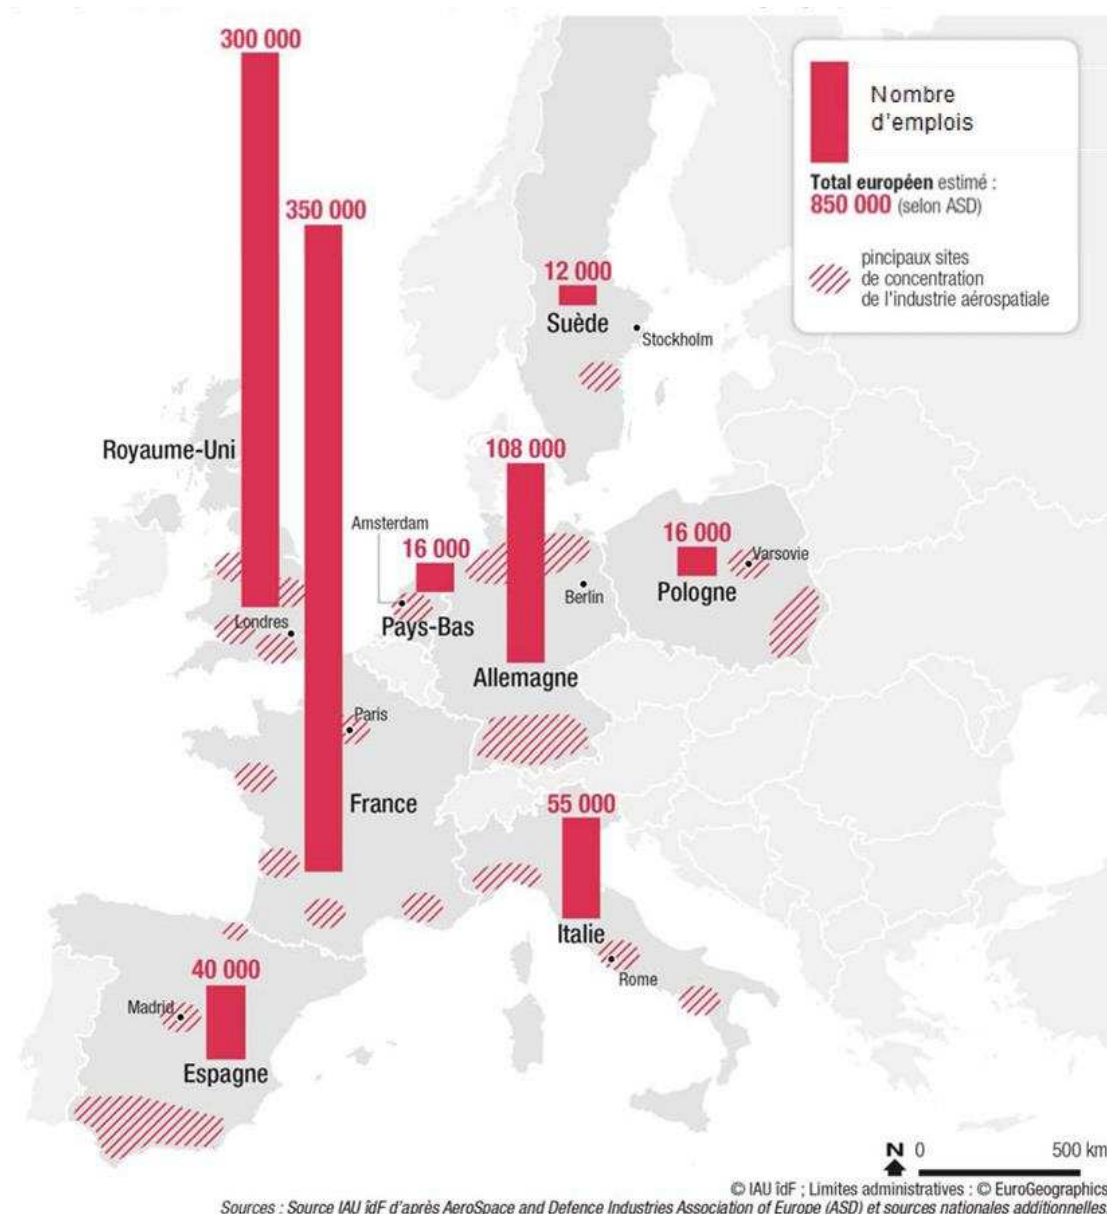 300 000
Nombre
d'emplois
Total européen estimé :
850 000 (selon ASD)
pincipaux sites
de concentration
de l'industrie aérospatiale
350 000
12 000
Suède
Stockholm
Royaume-Uni
108 000
Amsterdam
16 000
16 000
Varsovie
Berlin
Pologne
Londres
Pays-Bas
Allemagne
Paris
France
55 000
Italie
40 000
Rome
Madrid
Espagne
N 0 500 km
© IAU îdF ; Limites administratives : © EuroGeographics
Sources : Source IAU îdF d'après AeroSpace and Defence Industries Association of Europe (ASD) et sources nationales additionnelles